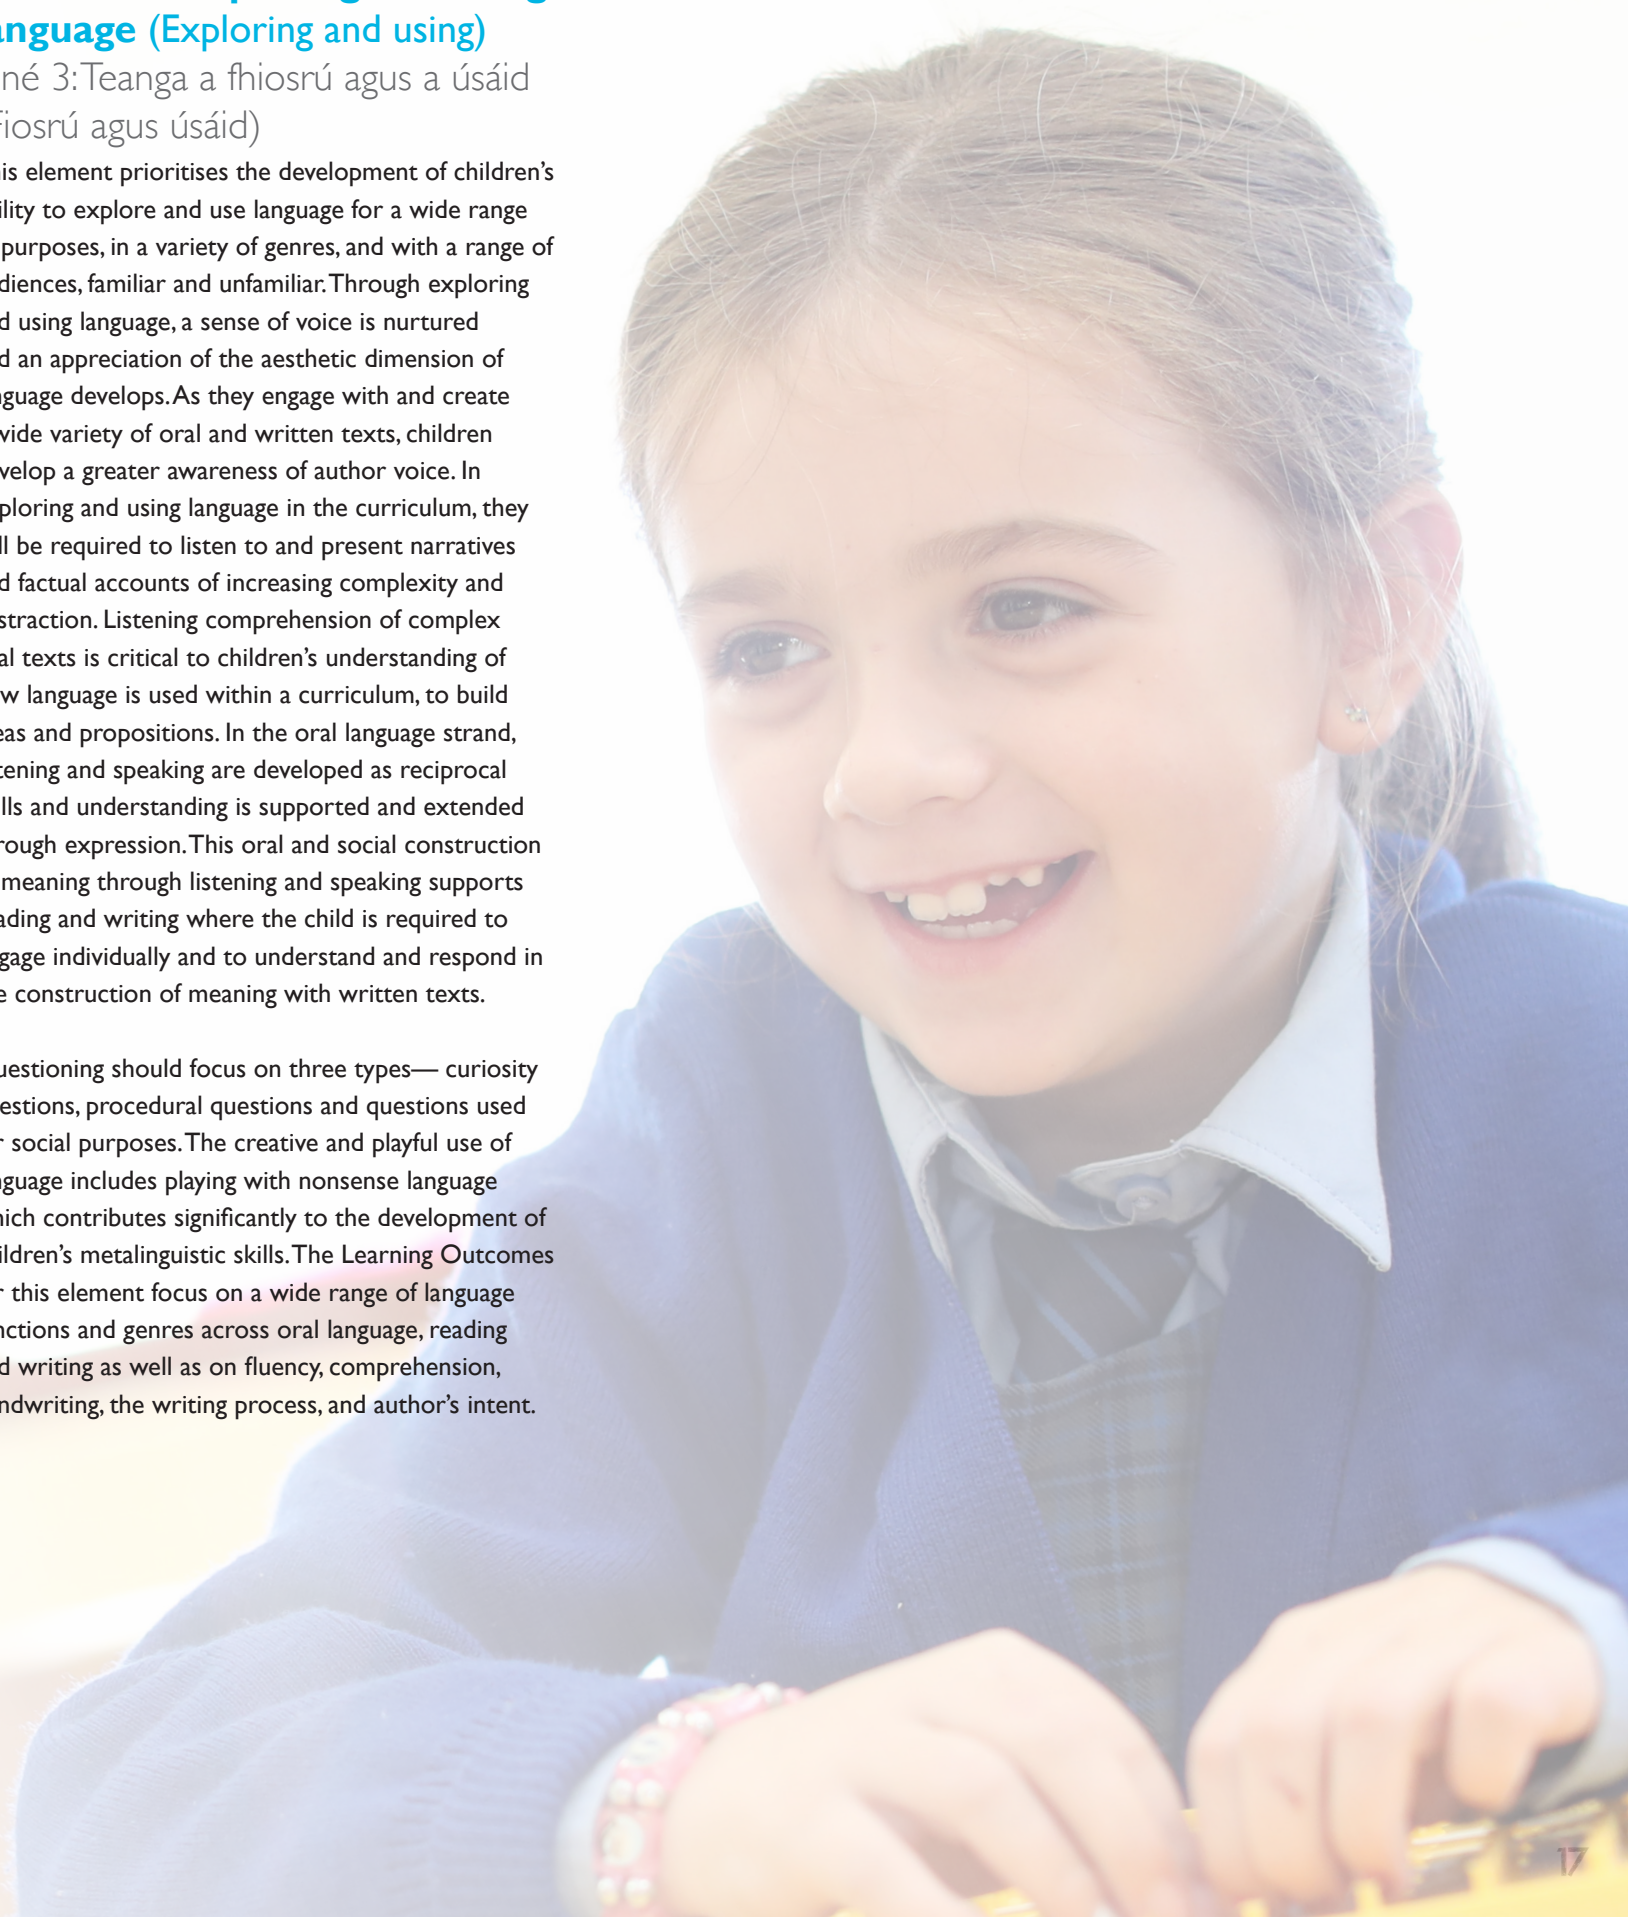 anguage (Exploring and using)
né 3: Teanga a fhiosrú agus a úsáid
Fiosrú agus úsáid)
is element prioritises the development of children’s
ility to explore and use language for a wide range
purposes, in a variety of genres, and with a range of
diences, familiar and unfamiliar. Through exploring
d using language, a sense of voice is nurtured
d an appreciation of the aesthetic dimension of
guage develops. As they engage with and create
wide variety of oral and written texts, children
velop a greater awareness of author voice. In
ploring and using language in the curriculum, they
ll be required to listen to and present narratives
d factual accounts of increasing complexity and
straction. Listening comprehension of complex
al texts is critical to children’s understanding of
w language is used within a curriculum, to build
eas and propositions. In the oral language strand,
tening and speaking are developed as reciprocal
lls and understanding is supported and extended
rough expression. This oral and social construction
meaning through listening and speaking supports
ading and writing where the child is required to
gage individually and to understand and respond in
e construction of meaning with written texts.
uestioning should focus on three types— curiosity
estions, procedural questions and questions used
r social purposes. The creative and playful use of
guage includes playing with nonsense language
hich contributes significantly to the development of
ildren’s metalinguistic skills. The Learning Outcomes
r this element focus on a wide range of language
nctions and genres across oral language, reading
d writing as well as on fluency, comprehension,
ndwriting, the writing process, and author’s intent.
17